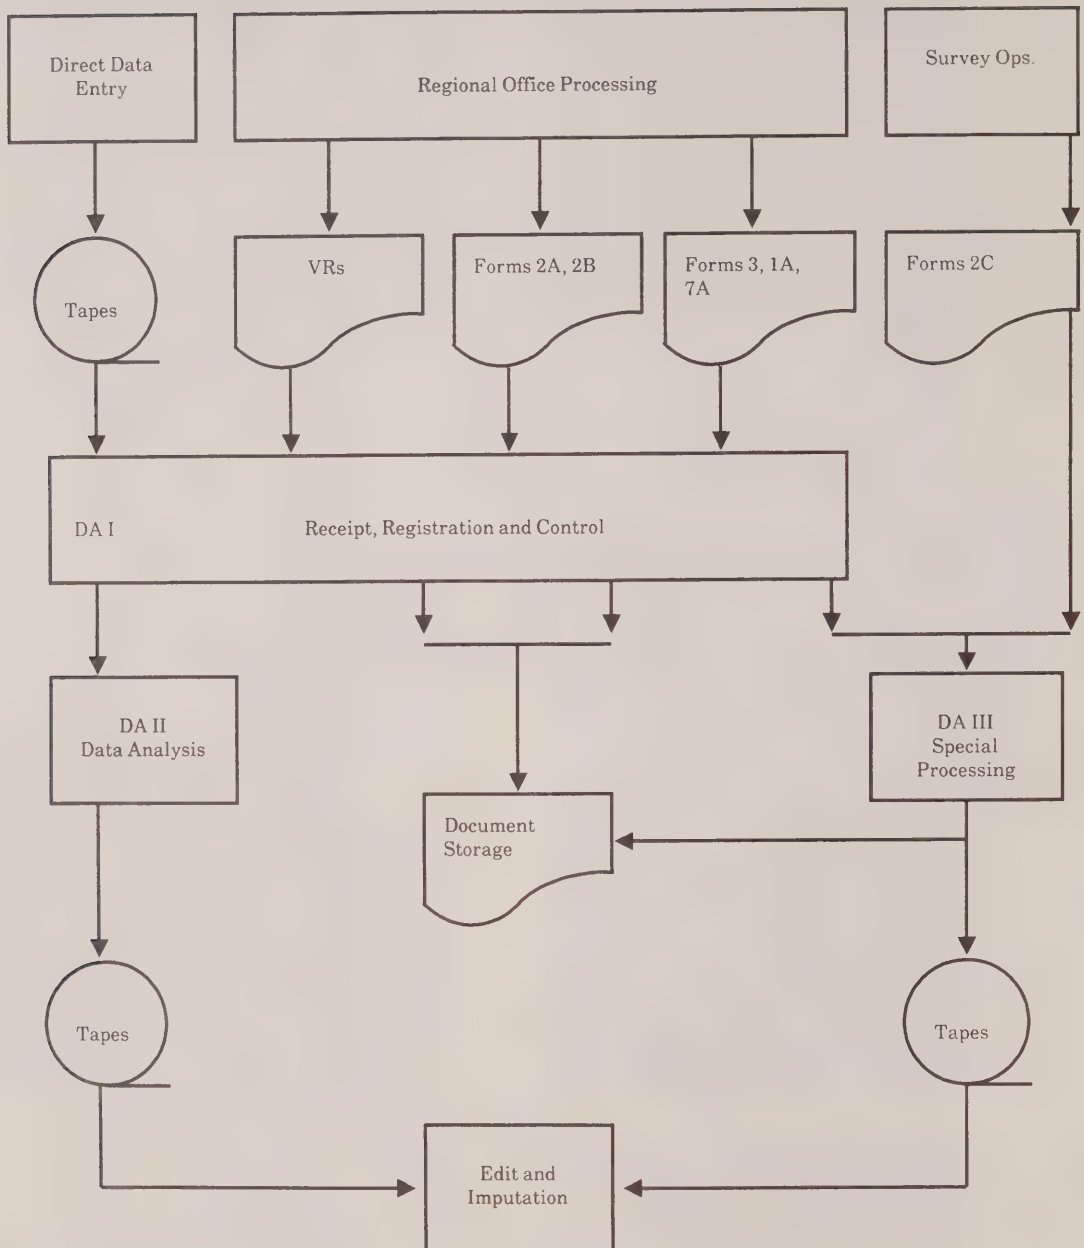 Direct Data
Entry
Regional Office Processing
Survey Ops.
Tapes
VRs
Forms 2A, 2B
Forms 3, 1A,
7A
Forms 2C
DA I
Receipt, Registration and Control
DA II
Data Analysis
DA III
Special
Processing
Document
Storage
Tapes
Tapes
Edit and
Imputation